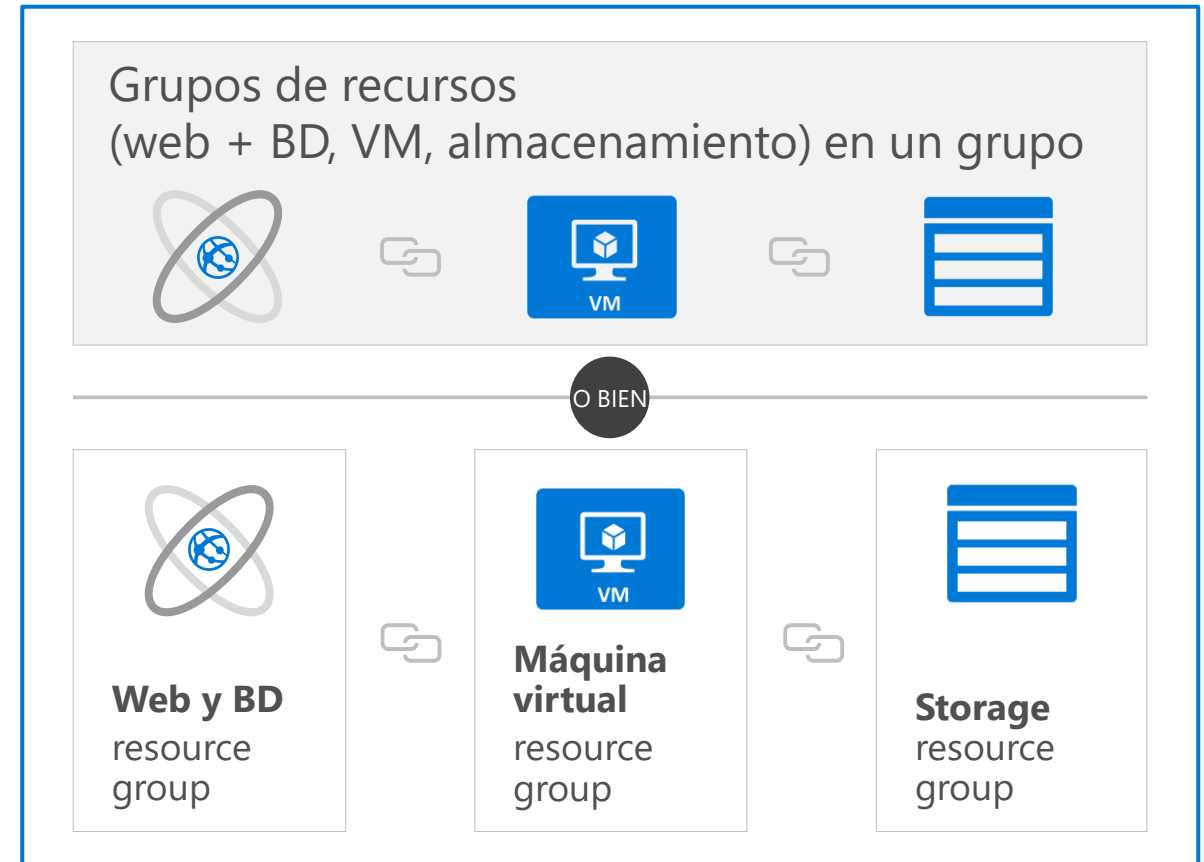 Grupos de recursos
(web + BD, VM, almacenamiento) en un grupo
VM
O BIEN
Web y BD
resource
group
VM
Máquina
virtual
resource
group
Storage
resource
group